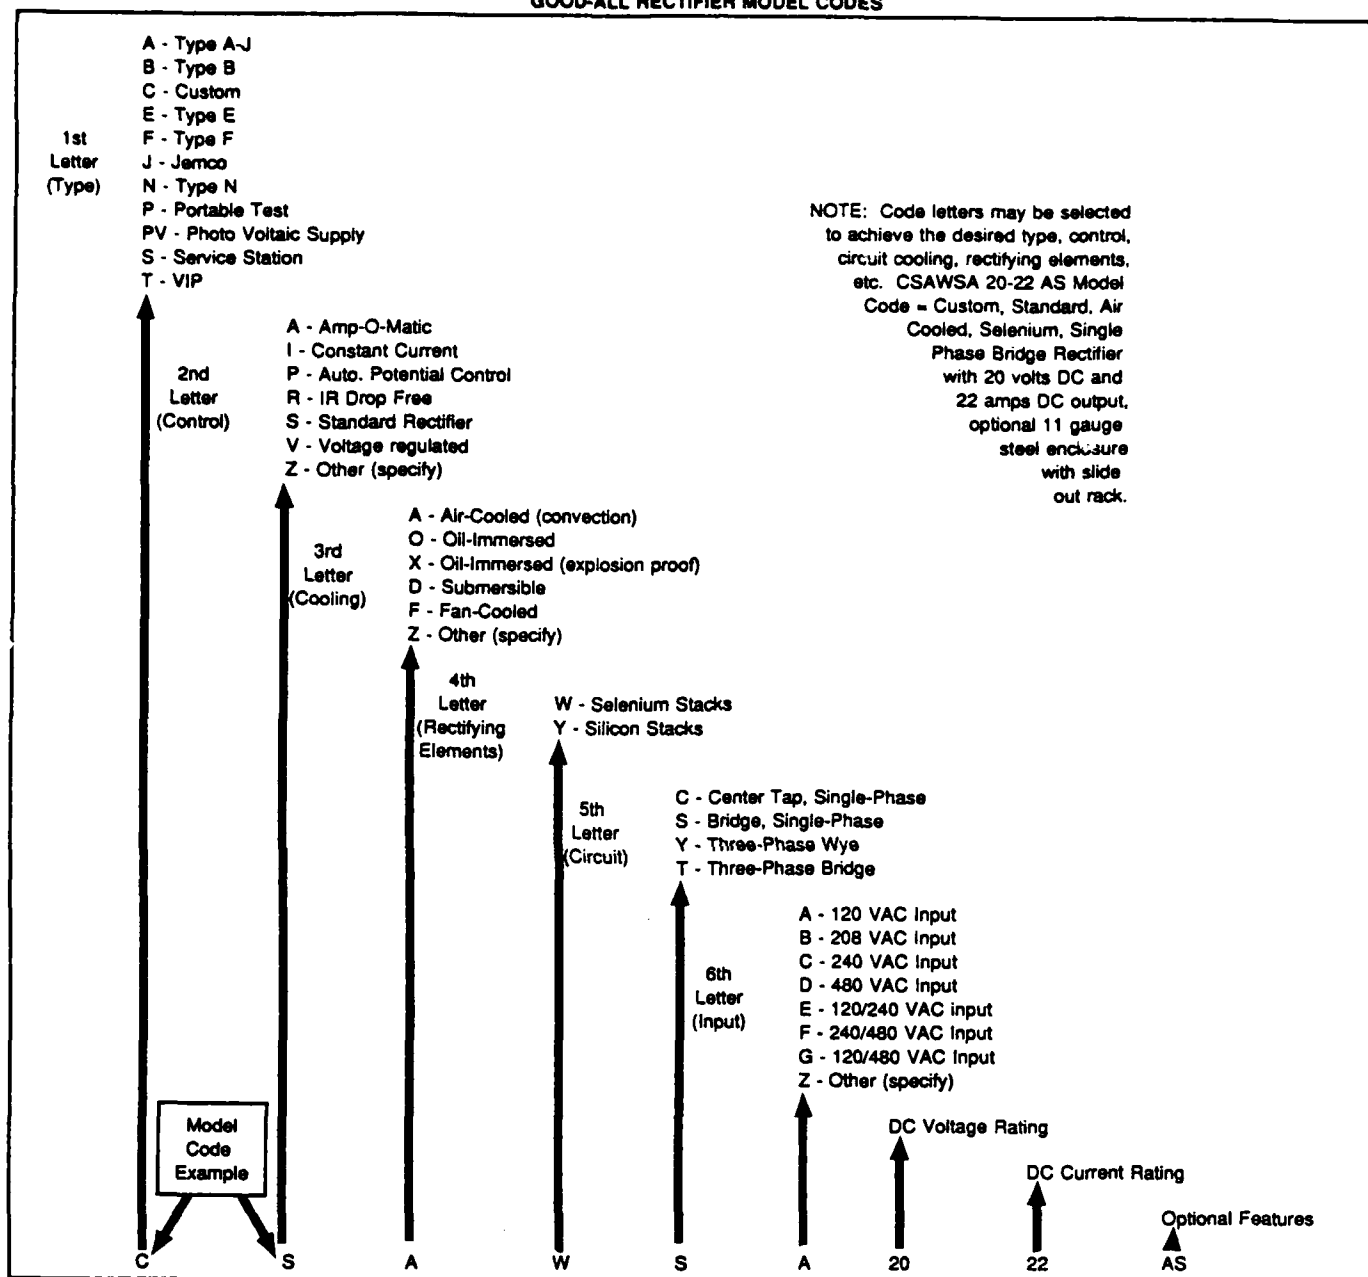 GOOD-ALL RECTIFIER MODEL CODES
1st
Letter
(Type)
A - Type A-J
B - Type B
C - Custom
E - Type E
F - Type F
J - Jemco
N - Type N
P - Portable Test
PV - Photo Voltaic Supply
S - Service Station
T - VIP
NOTE: Code letters may be selected
to achieve the desired type, control,
circuit cooling, rectifying elements,
etc. CSAWSA 20-22 AS Model
Code = Custom, Standard, Air
Cooled, Selenium, Single
Phase Bridge Rectifier
with 20 volts DC and
22 amps DC output,
optional 11 gauge
steel enclosure
with slide
out rack.
2nd
Letter
(Control)
A - Amp-O-Matic
I - Constant Current
P - Auto. Potential Control
R - IR Drop Free
S - Standard Rectifier
V - Voltage regulated
Z - Other (specify)
3rd
Letter
(Cooling)
A - Air-Cooled (convection)
O - Oil-Immersed
X - Oil-Immersed (explosion proof)
D - Submersible
F - Fan-Cooled
Z - Other (specify)
4th
Letter
(Rectifying
Elements)
W - Selenium Stacks
Y - Silicon Stacks
5th
Letter
(Circuit)
C - Center Tap, Single-Phase
S - Bridge, Single-Phase
Y - Three-Phase Wye
T - Three-Phase Bridge
6th
Letter
(Input)
A - 120 VAC Input
B - 208 VAC Input
C - 240 VAC Input
D - 480 VAC Input
E - 120/240 VAC input
F - 240/480 VAC Input
G - 120/480 VAC Input
Z - Other (specify)
Model
Code
Example
DC Voltage Rating
DC Current Rating
Optional Features
C S A W S A 20 22 AS